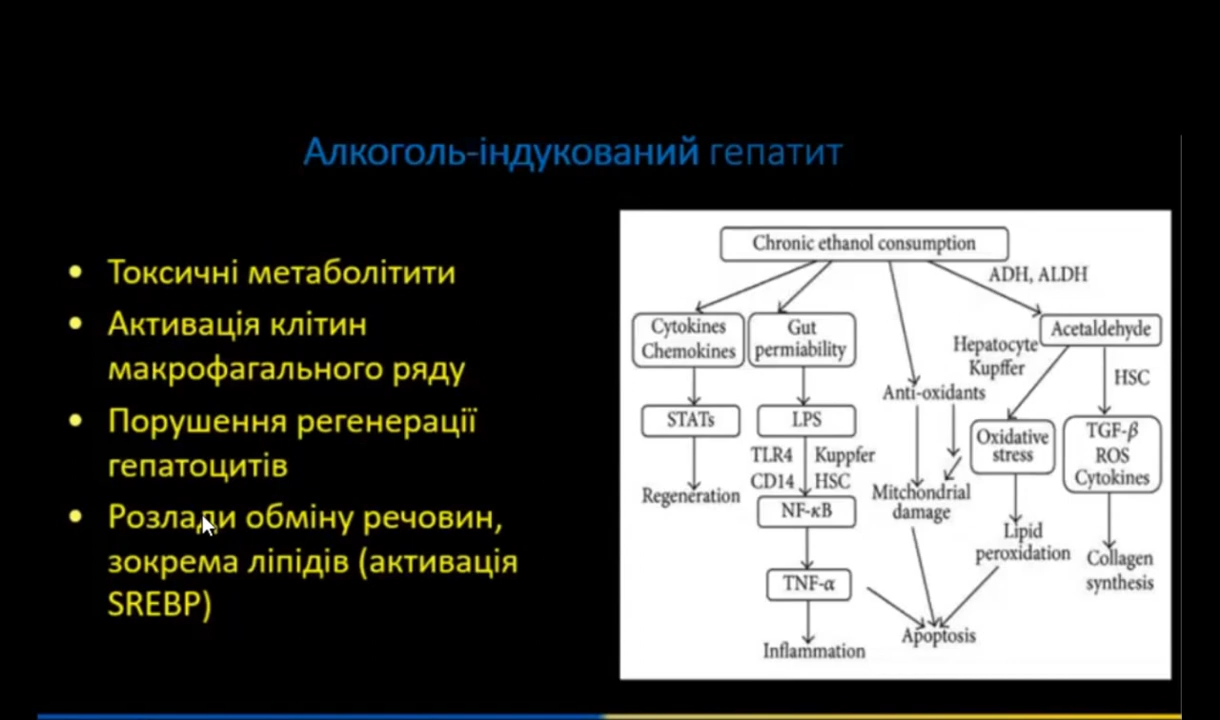 Алкоголь-індукований гепатит
Токсичні метаболітити
Активація клітин
макрофагального ряду
Порушення регенерації
гепатоцитів
Розлади обміну речовин,
зокрема ліпідів (активація
SREBP)
Chronic ethanol consumption
ADH, ALDH
Cytokines
Chemokines
Gut
permiability
Acetaldehyde
Hepatocyte
Kupffer
HSC
Anti-oxidants
STATs
LPS
Oxidative
stress
TGF-β
ROS
Cytokines
TLR4
Kuppfer
CD14
HSC
Regeneration
Mitchondrial
damage
NF-κB
Lipid
peroxidation
Collagen
synthesis
TNF-α
Apoptosis
Inflammation